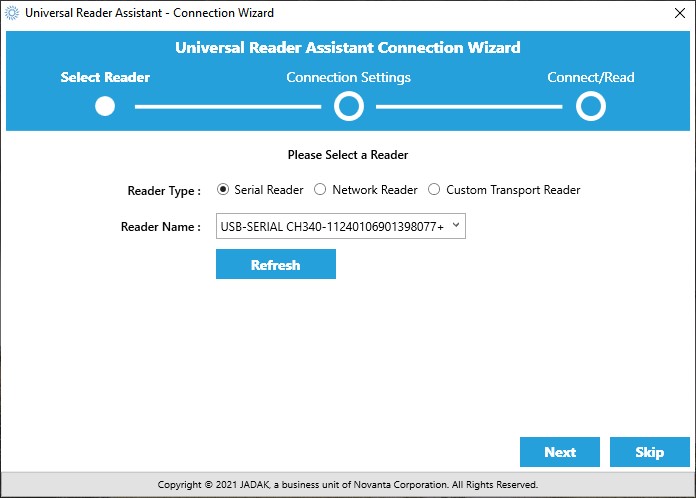 Universal Reader Assistant - Connection Wizard
Universal Reader Assistant Connection Wizard
Select Reader Connection Settings Connect/Read
Please Select a Reader
Reader Type : Serial Reader Network Reader Custom Transport Reader
Reader Name : USB-SERIAL CH340-11240106901398077+
Refresh
Next Skip
Copyright © 2021 JADAK, a business unit of Novanta Corporation. All Rights Reserved.